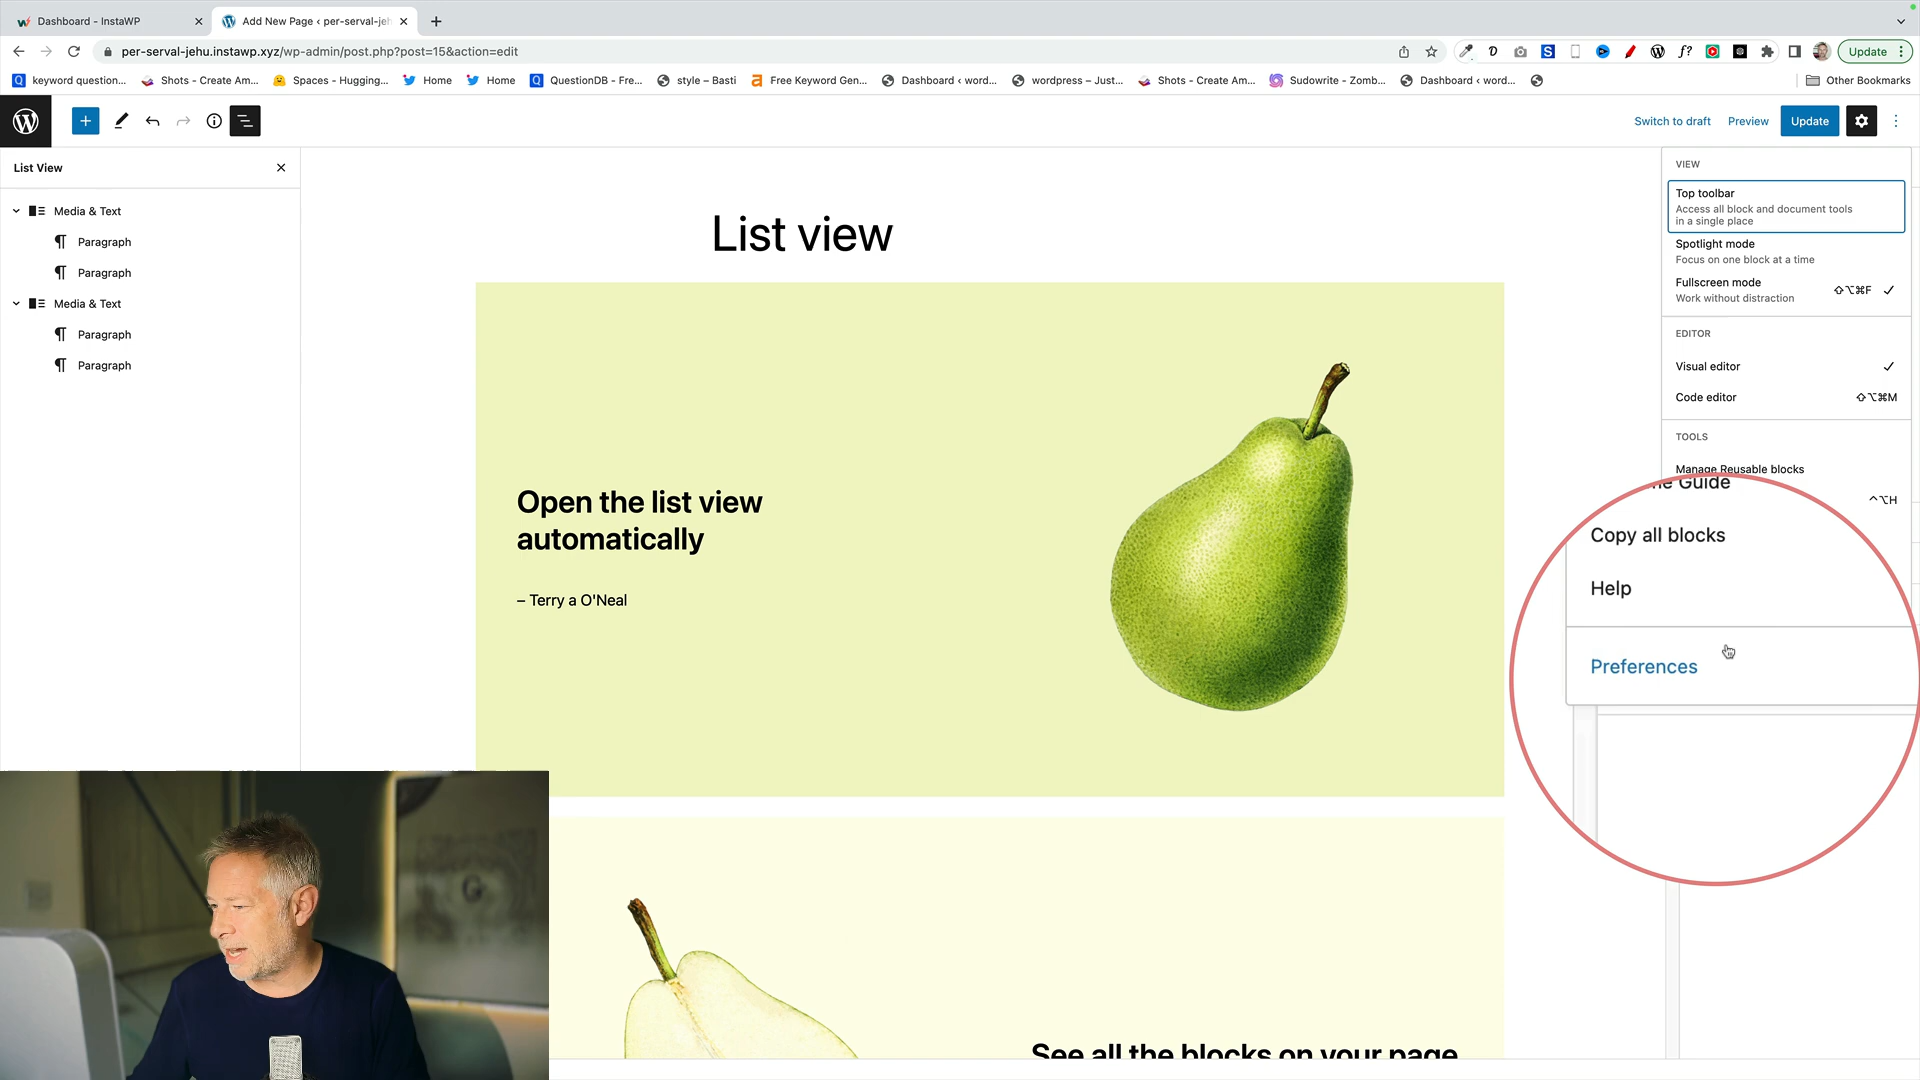 Dashboard - InstaWP
Add New Page ‹ per-serval-jeh
per-serval-jehu.instawp.xyz/wp-admin/post.php?post=15&action=edit
Update
keyword question...
Shots - Create Am...
Spaces - Hugging...
Home
Home
QuestionDB - Fre...
style – Basti
Free Keyword Gen...
Dashboard ‹ word...
wordpress – Just...
Shots - Create Am...
Sudowrite - Zomb...
Dashboard ‹ word...
Other Bookmarks
Switch to draft
Preview
Update
List View
Media & Text
Paragraph
Paragraph
Media & Text
Paragraph
Paragraph
List view
Open the list view
automatically
– Terry a O'Neal
See all the blocks on your page
VIEW
Top toolbar
Access all block and document tools
in a single place
Spotlight mode
Focus on one block at a time
Fullscreen mode
Work without distraction
⇧⌥⌘F
EDITOR
Visual editor
Code editor
⇧⌥⌘M
TOOLS
Manage Reusable blocks
Guide
⌃⌥H
Copy all blocks
Help
Preferences